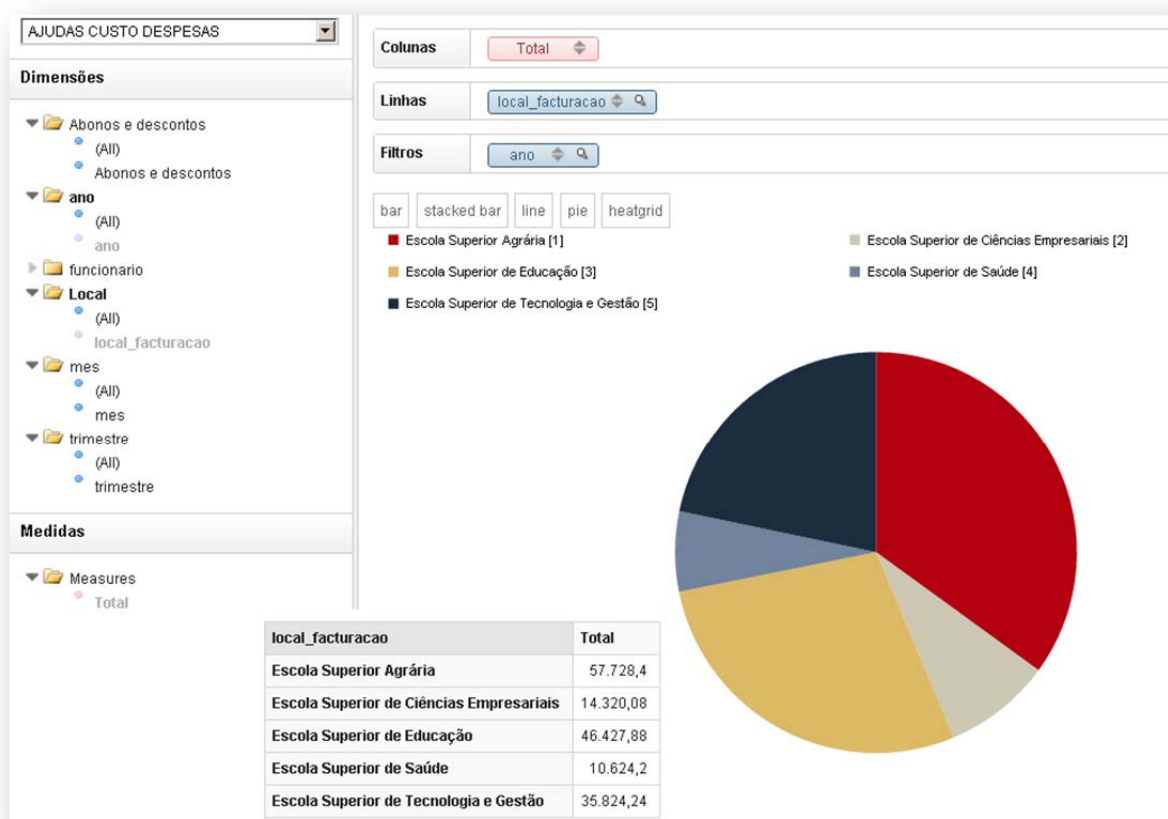 AJUDAS CUSTO DESPESAS
Dimensões
Abonos e descontos
(All)
Abonos e descontos
ano
(All)
ano
funcionario
Local
(All)
local_facturacao
mes
(All)
mes
trimestre
(All)
trimestre
Medidas
Measures
Total
Colunas Total
Linhas local_facturacao
Filtros ano
bar stacked bar line pie heatgrid
Escola Superior Agrária [1] Escola Superior de Ciências Empresariais [2]
Escola Superior de Educação [3] Escola Superior de Saúde [4]
Escola Superior de Tecnologia e Gestão [5]
local_facturacao Total
Escola Superior Agrária 57.728,4
Escola Superior de Ciências Empresariais 14.320,08
Escola Superior de Educação 46.427,88
Escola Superior de Saúde 10.624,2
Escola Superior de Tecnologia e Gestão 35.824,24